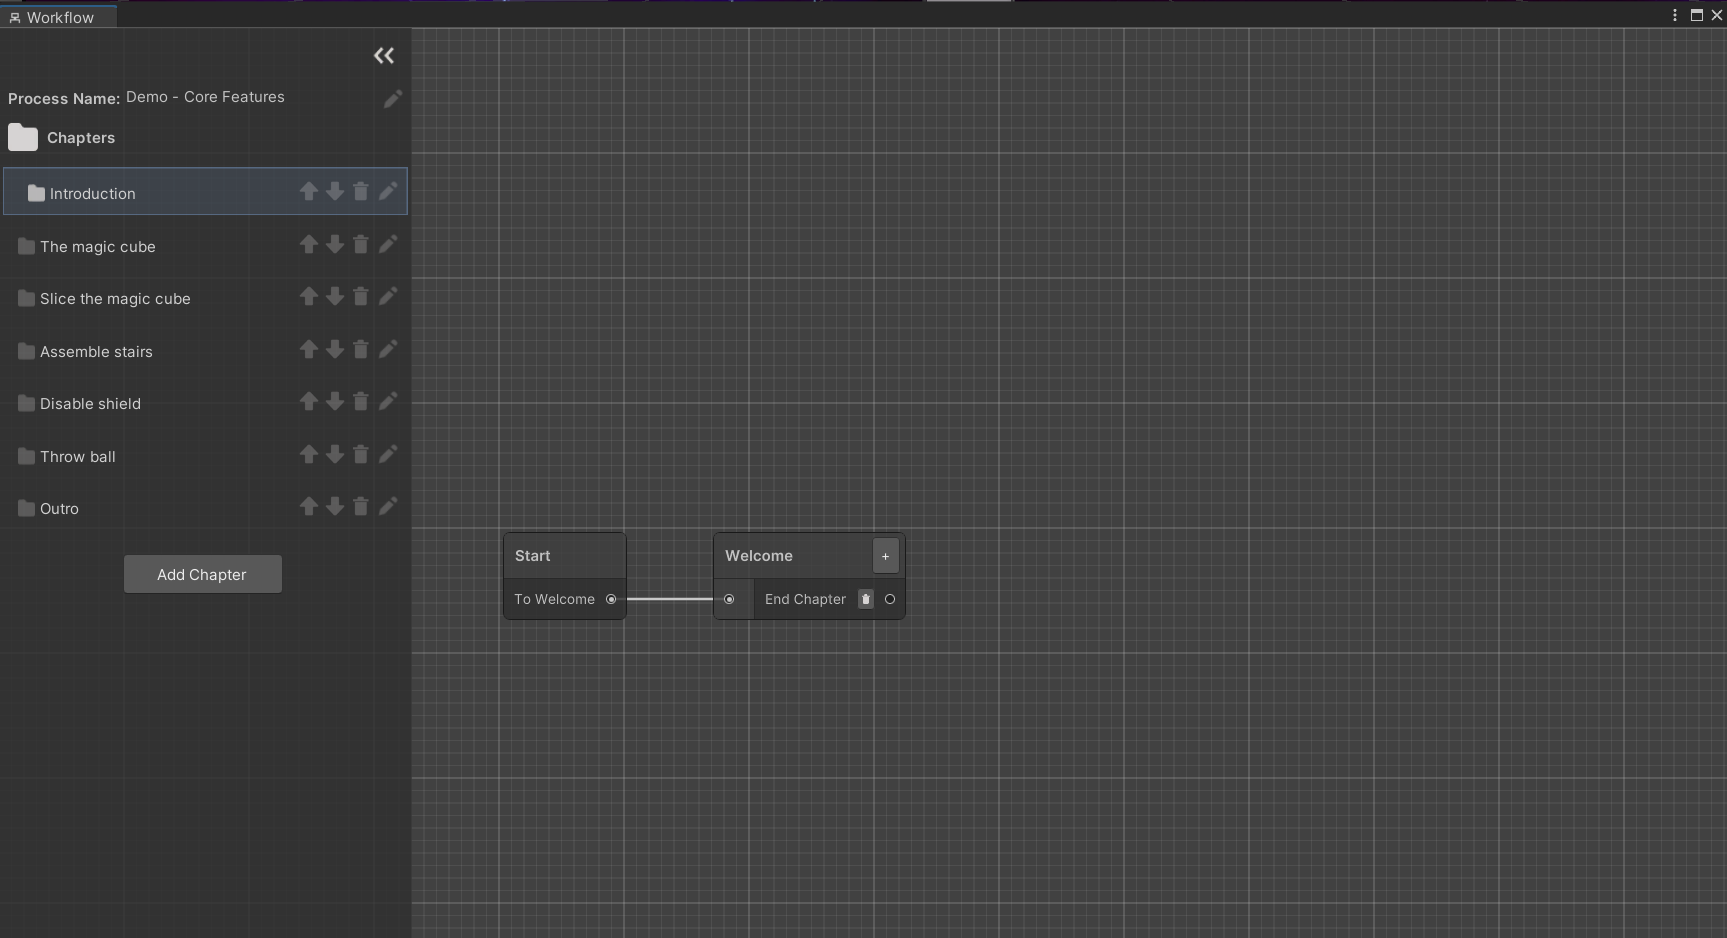 Workflow
Process Name: Demo - Core Features
Chapters
Introduction
The magic cube
Slice the magic cube
Assemble stairs
Disable shield
Throw ball
Outro
Add Chapter
Start
To Welcome
Welcome
+
End Chapter